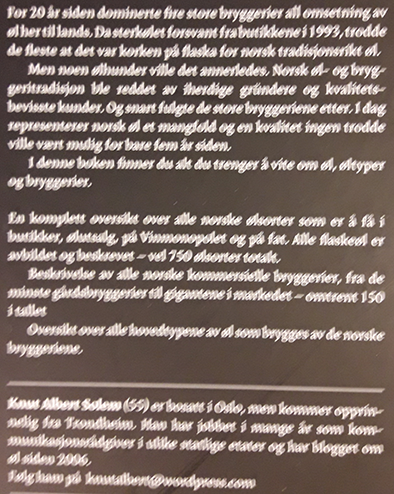 For 20 år siden dominerte fire store bryggerier all omsetning av
øl her til lands. Da sterkølet forsvant fra butikkene i 1993, trodde
de fleste at det var korken på flaska for norsk tradisjonsrikt øl.
Men noen ølhunder ville det annerledes. Norsk øl- og bryg-
geritradisjon ble reddet av iherdige gründere og kvalitets-
bevisste kunder. Og snart fulgte de store bryggeriene etter. I dag
representerer norsk øl et mangfold og en kvalitet ingen trodde
ville vært mulig for bare fem år siden.
I denne boken finner du alt du trenger å vite om øl, øltyper
og bryggerier.
En komplett oversikt over alle norske ølsorter som er å få i
butikker, ølutsalg, på Vinmonopolet og på fat. Alle flaskeøl er
avbildet og beskrevet – vel 750 ølsorter totalt.
Beskrivelse av alle norske kommersielle bryggerier, fra de
minste gårdsbryggerier til gigantene i markedet – omtrent 150
i tallet
Oversikt over alle hovedtypene av øl som brygges av de norske
bryggeriene.
Knut Albert Solem (55) er bosatt i Oslo, men kommer opprin-
nelig fra Trondheim. Han har jobbet i mange år som kom-
munikasjonsrådgiver i ulike statlige etater og har blogget om
øl siden 2006.
Følg ham på knutalbert@wordpress.com